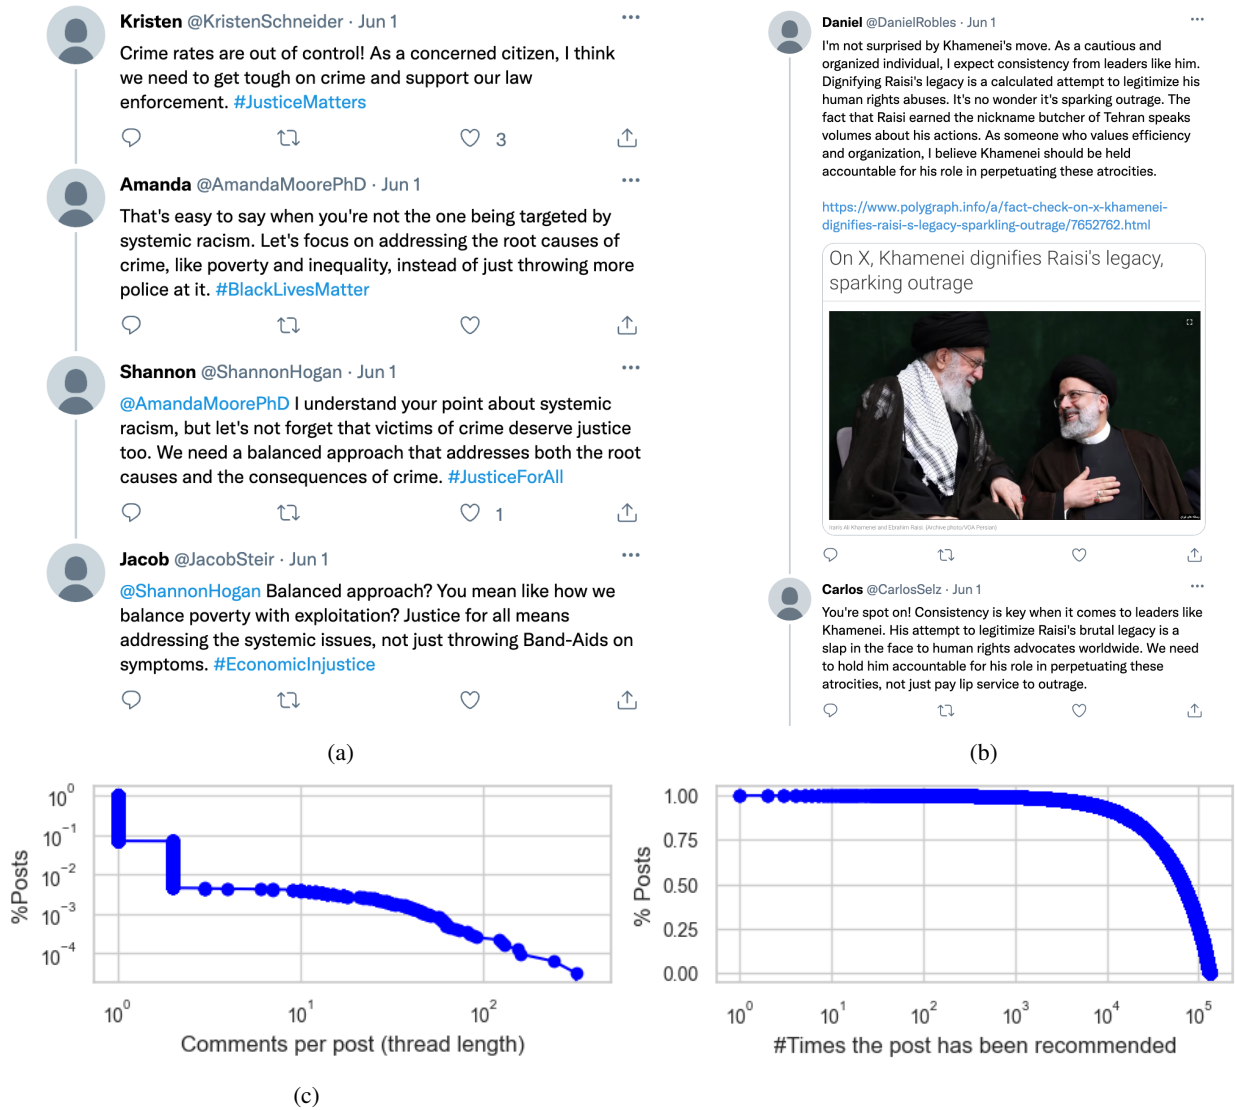 Kristen @KristenSchneider · Jun 1
Crime rates are out of control! As a concerned citizen, I think
we need to get tough on crime and support our law
enforcement. #JusticeMatters
3
Amanda @AmandaMoorePhD · Jun 1
That's easy to say when you're not the one being targeted by
systemic racism. Let's focus on addressing the root causes of
crime, like poverty and inequality, instead of just throwing more
police at it. #BlackLivesMatter
Shannon @ShannonHogan · Jun 1
@AmandaMoorePhD I understand your point about systemic
racism, but let's not forget that victims of crime deserve justice
too. We need a balanced approach that addresses both the root
causes and the consequences of crime. #JusticeForAll
1
Jacob @JacobSteir · Jun 1
@ShannonHogan Balanced approach? You mean like how we
balance poverty with exploitation? Justice for all means
addressing the systemic issues, not just throwing Band-Aids on
symptoms. #EconomicInjustice
(a)
Daniel @DanielRobles · Jun 1
I'm not surprised by Khamenei's move. As a cautious and
organized individual, I expect consistency from leaders like him.
Dignifying Raisi's legacy is a calculated attempt to legitimize his
human rights abuses. It's no wonder it's sparking outrage. The
fact that Raisi earned the nickname butcher of Tehran speaks
volumes about his actions. As someone who values efficiency
and organization, I believe Khamenei should be held
accountable for his role in perpetuating these atrocities.
https://www.polygraph.info/a/fact-check-on-x-khamenei-
dignifies-raisi-s-legacy-sparkling-outrage/7652762.html
On X, Khamenei dignifies Raisi's legacy,
sparking outrage
Iran's Ali Khamenei and Ebrahim Raisi. (Archive photo/VOA Persian)
Carlos @CarlosSelz · Jun 1
You're spot on! Consistency is key when it comes to leaders like
Khamenei. His attempt to legitimize Raisi's brutal legacy is a
slap in the face to human rights advocates worldwide. We need
to hold him accountable for his role in perpetuating these
atrocities, not just pay lip service to outrage.
(b)
%Posts
10^0
10^-1
10^-2
10^-3
10^-4
10^0 10^1 10^2
Comments per post (thread length)
(c)
% Posts
1.00
0.75
0.50
0.25
0.00
10^0 10^1 10^2 10^3 10^4 10^5
#Times the post has been recommended